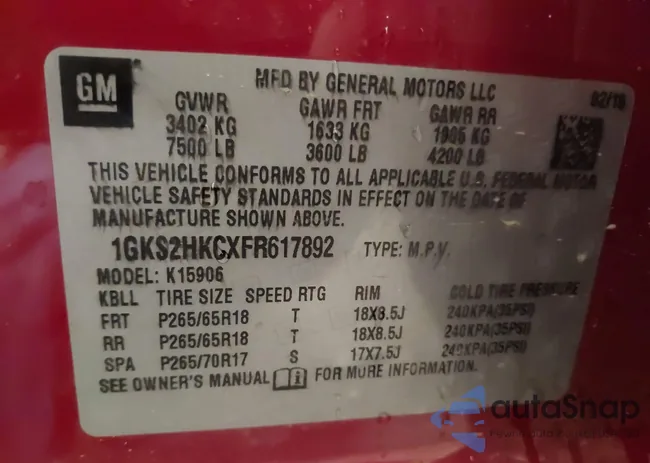 GM
MFD BY GENERAL MOTORS LLC 02/15
GVWR GAWR FRT GAWR RR
3402 KG 1633 KG 1905 KG
7500 LB 3600 LB 4200 LB
THIS VEHICLE CONFORMS TO ALL APPLICABLE U.S. FEDERAL MOTOR
VEHICLE SAFETY STANDARDS IN EFFECT ON THE DATE OF
MANUFACTURE SHOWN ABOVE.
1GKS2HKCXFR617892 TYPE: M.P.V.
MODEL: K15906
KBLL TIRE SIZE SPEED RTG RIM COLD TIRE PRESSURE
FRT P265/65R18 T 18X8.5J 240KPA(35PSI)
RR P265/65R18 T 18X8.5J 240KPA(35PSI)
SPA P265/70R17 S 17X7.5J 240KPA(35PSI)
SEE OWNER'S MANUAL FOR MORE INFORMATION.
autoSnap